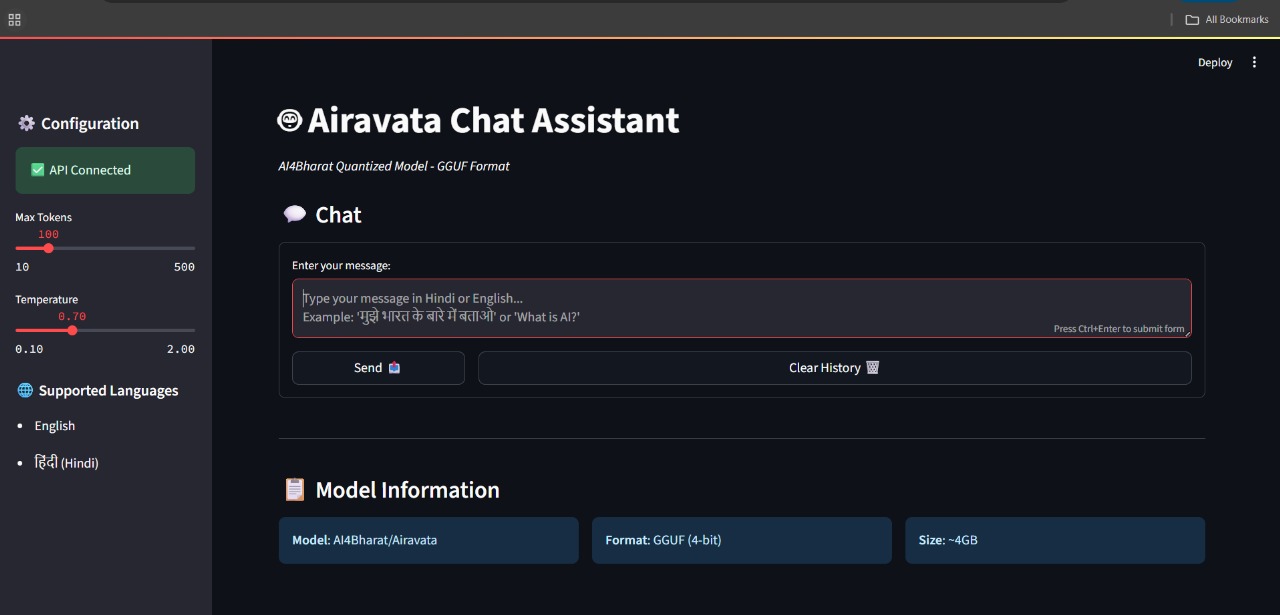 All Bookmarks
Deploy
Configuration
API Connected
Max Tokens
100
10 500
Temperature
0.70
0.10 2.00
Supported Languages
• English
• हिंदी (Hindi)
Airavata Chat Assistant
AI4Bharat Quantized Model - GGUF Format
Chat
Enter your message:
Type your message in Hindi or English...
Example: 'मुझे भारत के बारे में बताओ' or 'What is AI?'
Press Ctrl+Enter to submit form
Send
Clear History
Model Information
Model: AI4Bharat/Airavata
Format: GGUF (4-bit)
Size: ~4GB